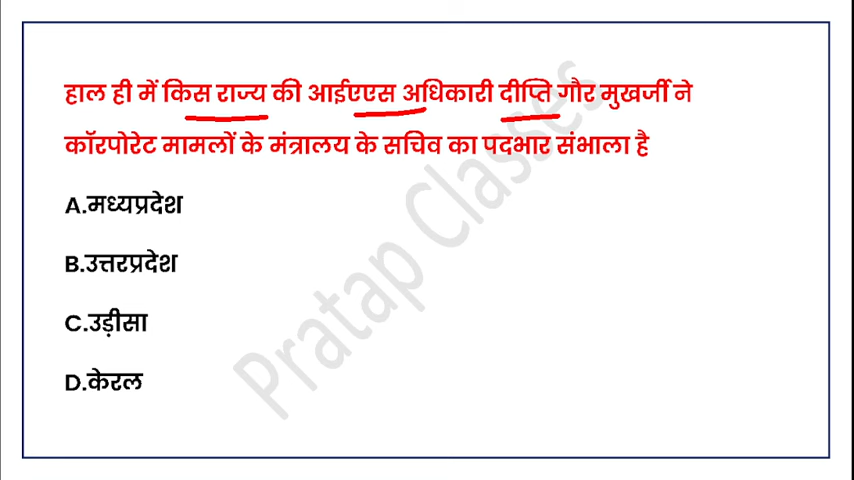 हाल ही में किस राज्य की आईएएस अधिकारी दीप्ति गौर मुखर्जी ने
कॉरपोरेट मामलों के मंत्रालय के सचिव का पदभार संभाला है
A.मध्यप्रदेश
B.उत्तरप्रदेश
C.उड़ीसा
D.केरल
Pratap Classes